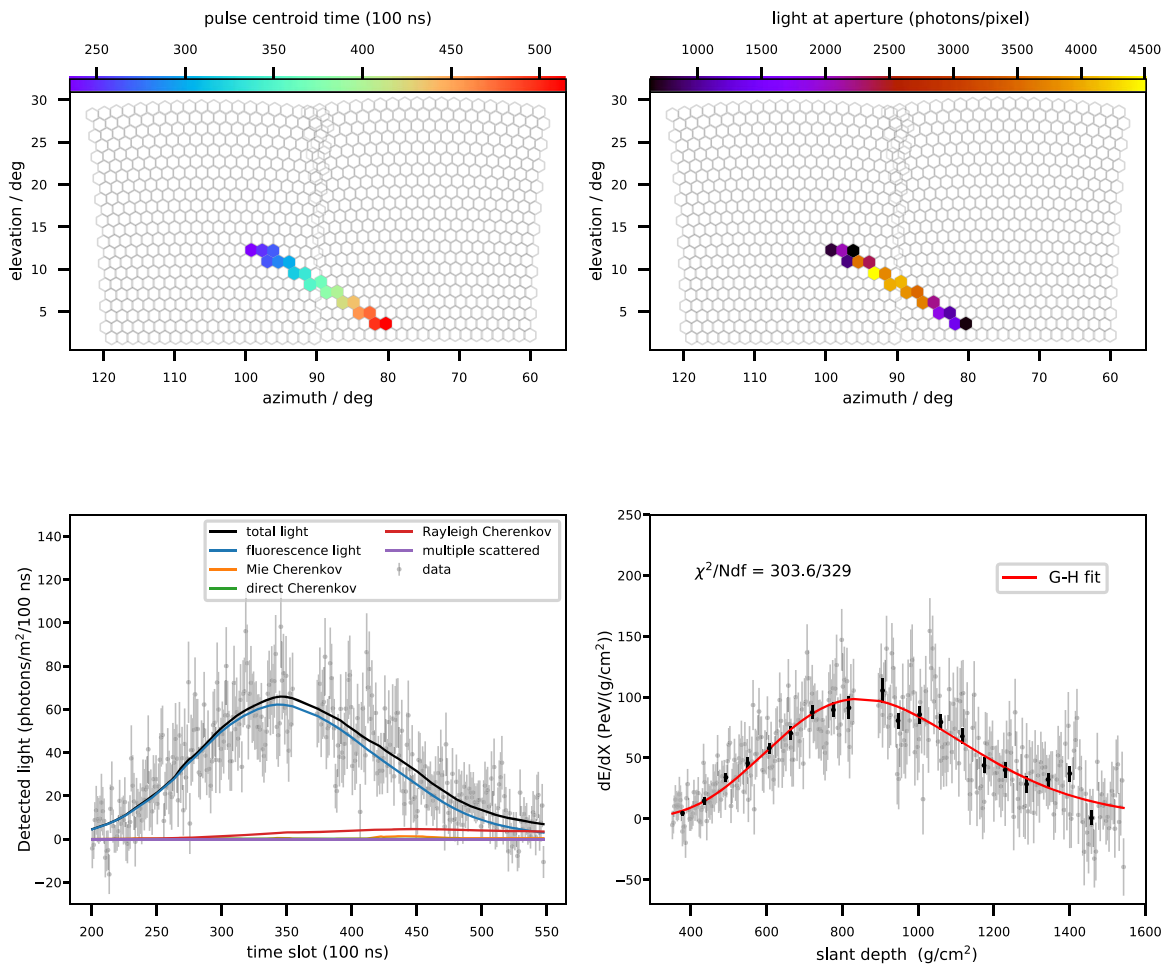 pulse centroid time (100 ns)
250 300 350 400 450 500
30
25
20
15
10
5
elevation / deg
120 110 100 90 80 70 60
azimuth / deg
light at aperture (photons/pixel)
1000 1500 2000 2500 3000 3500 4000 4500
30
25
20
15
10
5
elevation / deg
120 110 100 90 80 70 60
azimuth / deg
140
120
100
80
60
40
20
0
−20
Detected light (photons/m²/100 ns)
total light
fluorescence light
Mie Cherenkov
direct Cherenkov
Rayleigh Cherenkov
multiple scattered
data
200 250 300 350 400 450 500 550
time slot (100 ns)
250
200
150
100
50
0
−50
dE/dX (PeV/(g/cm²))
χ²/Ndf = 303.6/329
G-H fit
400 600 800 1000 1200 1400 1600
slant depth (g/cm²)